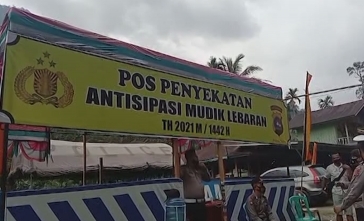 POS PENYEKATAN
ANTISIPASI MUDIK LEBARAN
TH 2021 M / 1442 H